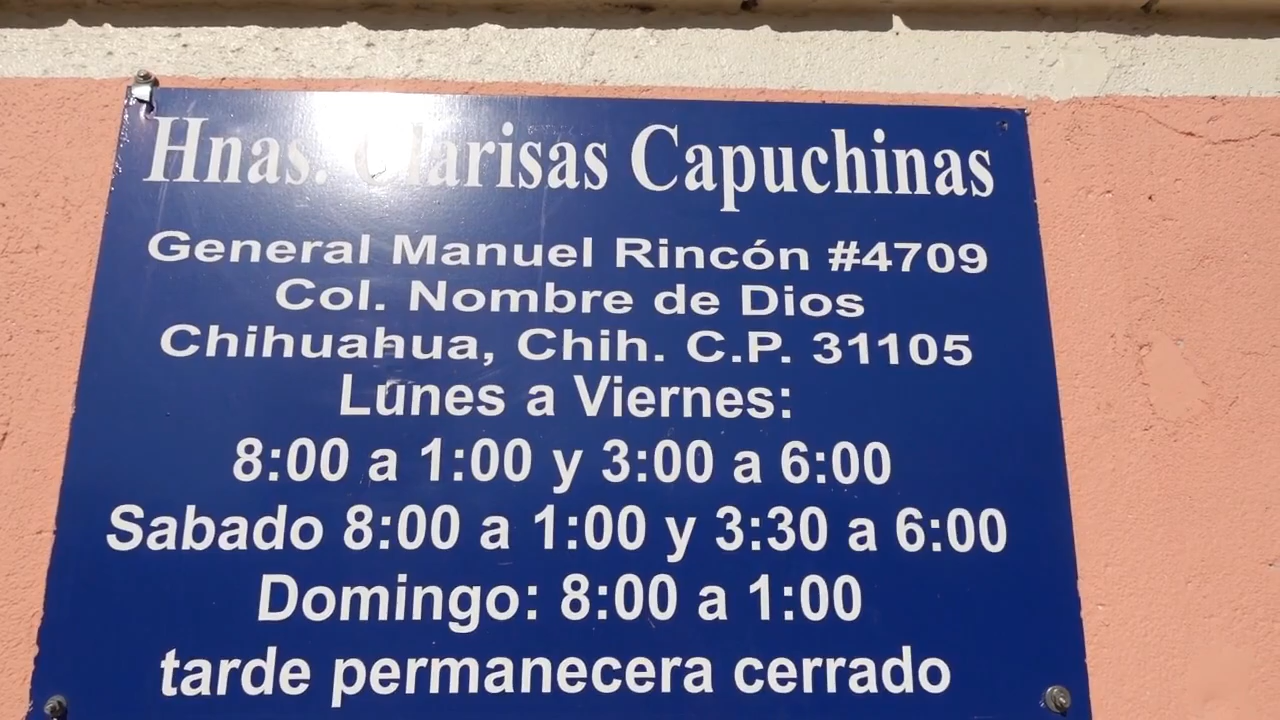 Hnas. Clarisas Capuchinas
General Manuel Rincón #4709
Col. Nombre de Dios
Chihuahua, Chih. C.P. 31105
Lunes a Viernes:
8:00 a 1:00 y 3:00 a 6:00
Sabado 8:00 a 1:00 y 3:30 a 6:00
Domingo: 8:00 a 1:00
tarde permanecera cerrado